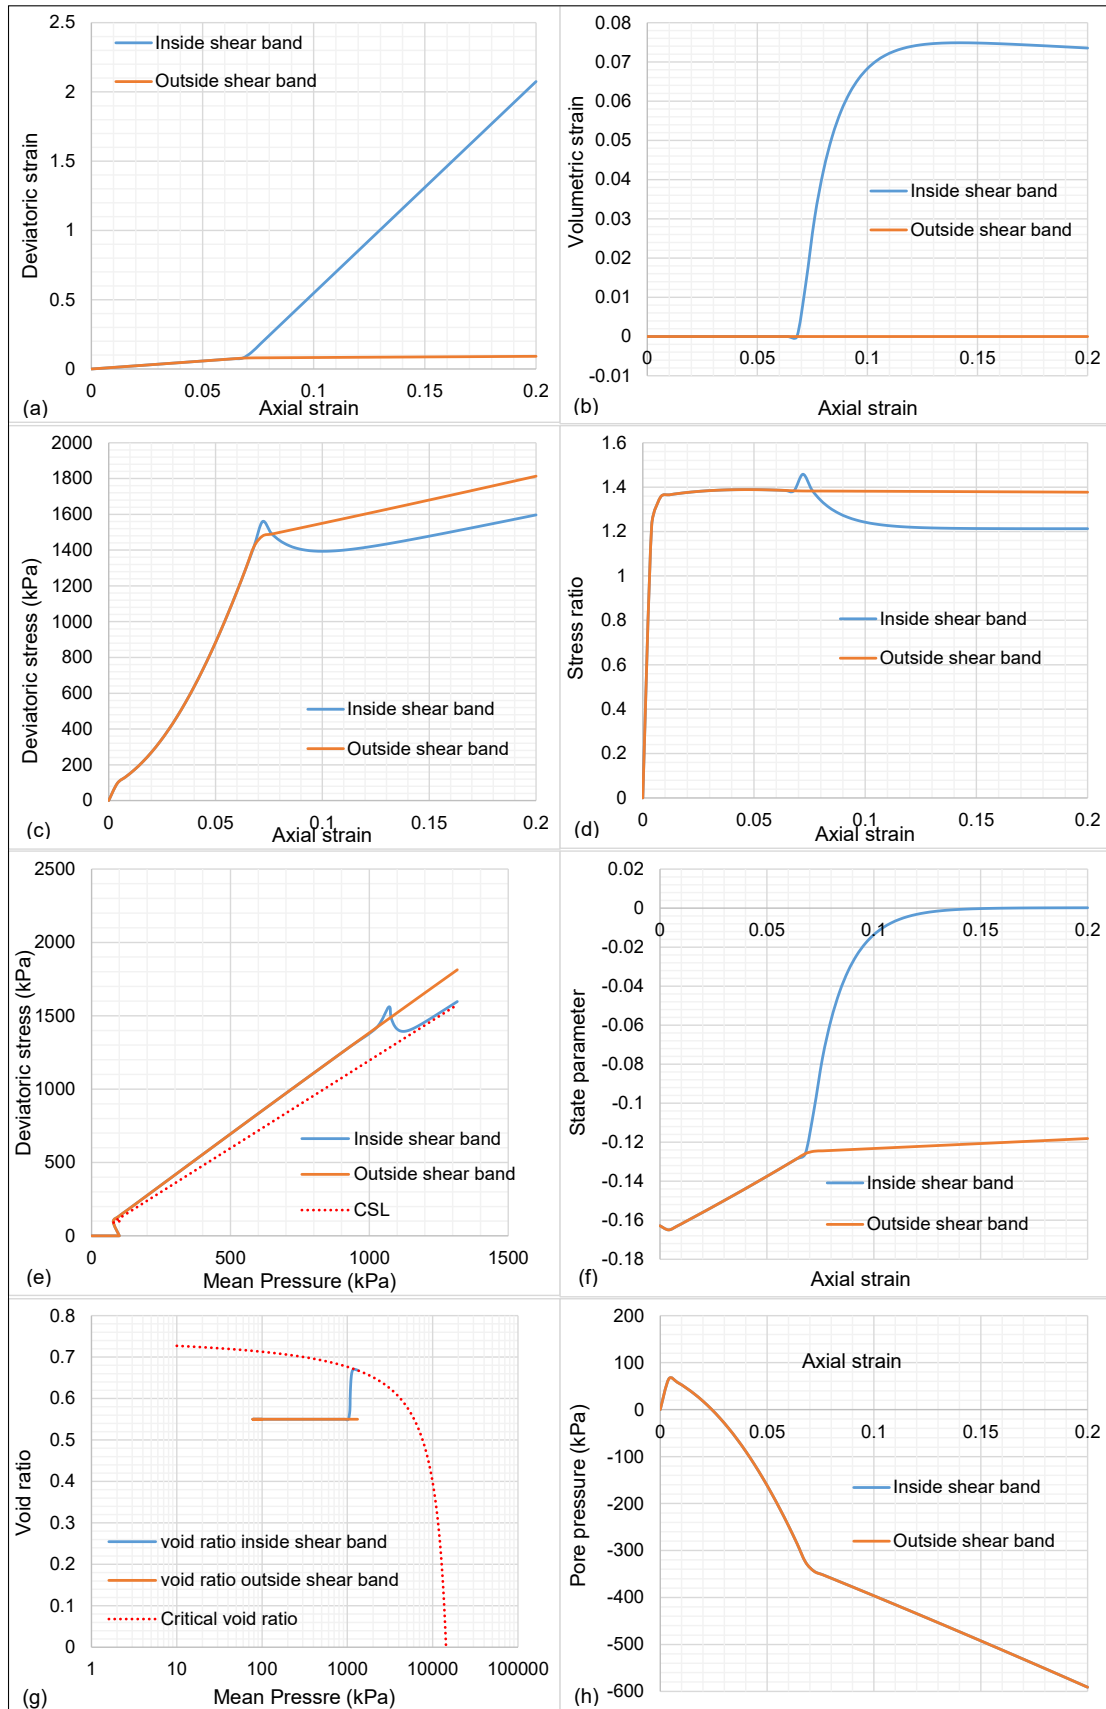 2.5
2
1.5
1
0.5
0
0 0.05 0.1 0.15 0.2
Deviatoric strain
Inside shear band
Outside shear band
(a) Axial strain
0.08
0.07
0.06
0.05
0.04
0.03
0.02
0.01
0
-0.01
0 0.05 0.1 0.15 0.2
Volumetric strain
Inside shear band
Outside shear band
(b) Axial strain
2000
1800
1600
1400
1200
1000
800
600
400
200
0
0 0.05 0.1 0.15 0.2
Deviatoric stress (kPa)
Inside shear band
Outside shear band
(c) Axial strain
1.6
1.4
1.2
1
0.8
0.6
0.4
0.2
0
0 0.05 0.1 0.15 0.2
Stress ratio
Inside shear band
Outside shear band
(d) Axial strain
2500
2000
1500
1000
500
0
0 500 1000 1500
Deviatoric stress (kPa)
Inside shear band
Outside shear band
CSL
(e) Mean Pressure (kPa)
0.02
0
-0.02
-0.04
-0.06
-0.08
-0.1
-0.12
-0.14
-0.16
-0.18
0 0.05 0.1 0.15 0.2
State parameter
Inside shear band
Outside shear band
(f) Axial strain
0.8
0.7
0.6
0.5
0.4
0.3
0.2
0.1
0
1 10 100 1000 10000 100000
Void ratio
void ratio inside shear band
void ratio outside shear band
Critical void ratio
(g) Mean Pressre (kPa)
200
100
0
-100
-200
-300
-400
-500
-600
Axial strain
0 0.05 0.1 0.15 0.2
Pore pressure (kPa)
Inside shear band
Outside shear band
(h)